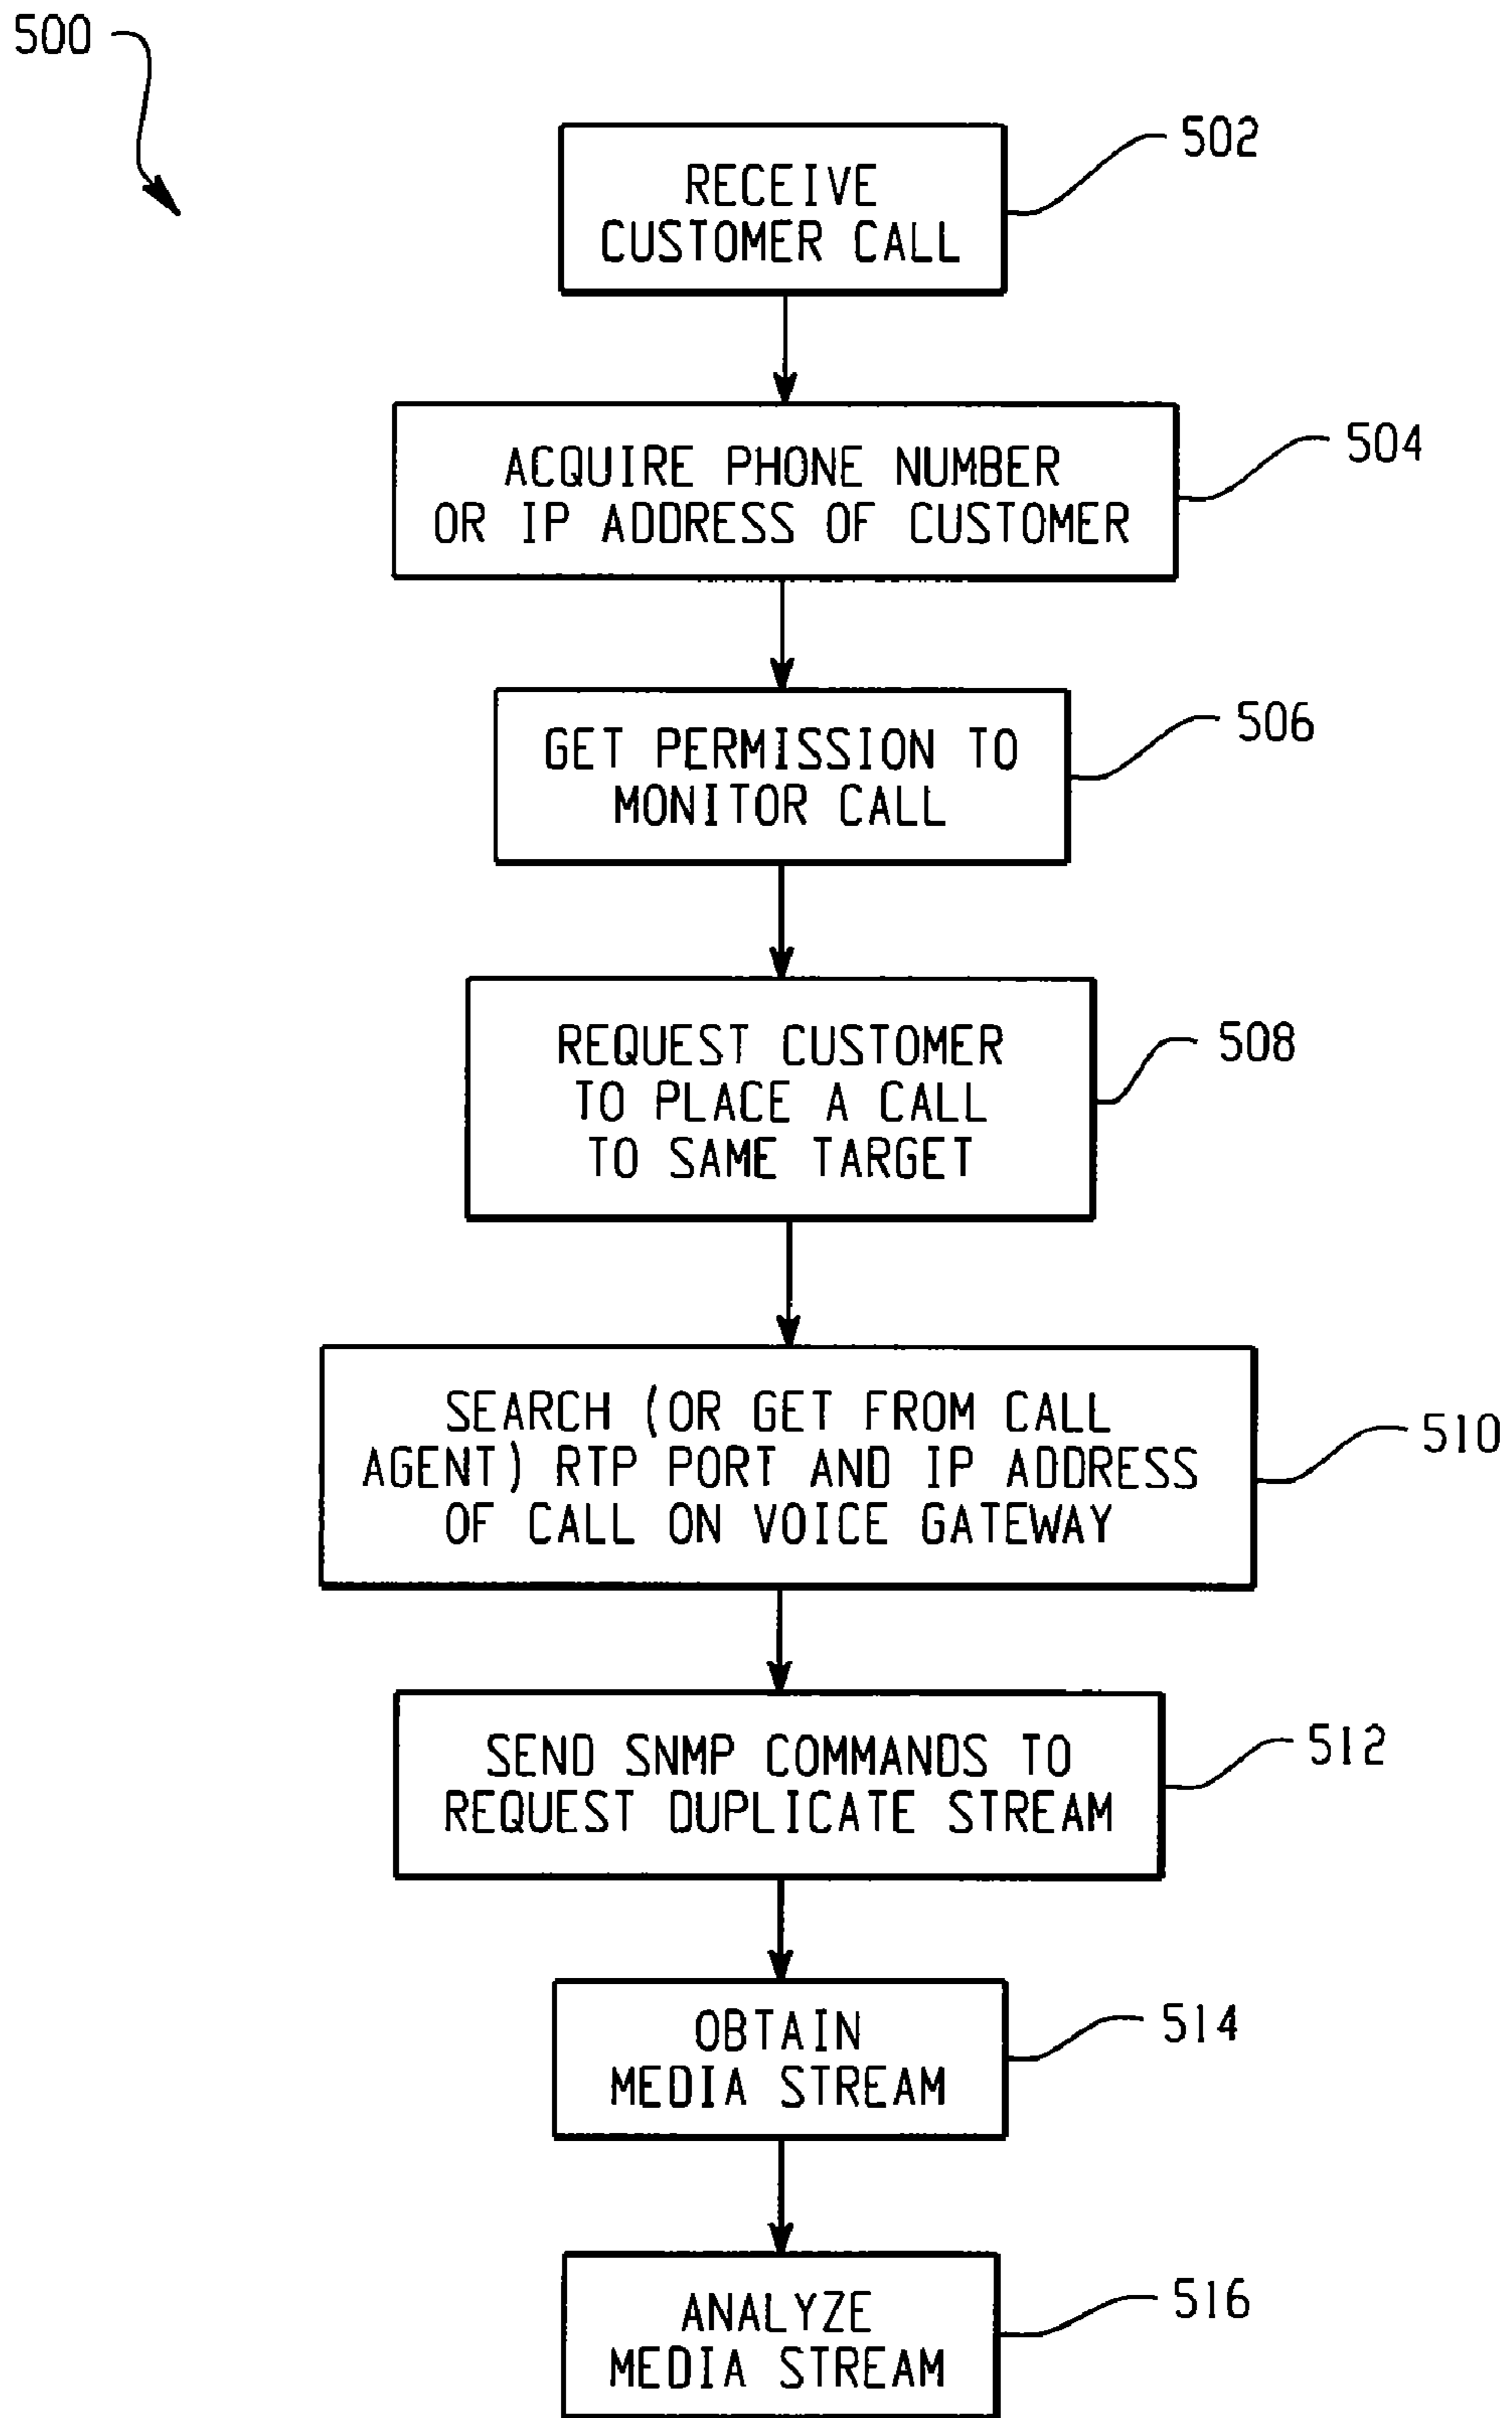 500
502
RECEIVE
CUSTOMER CALL
504
ACQUIRE PHONE NUMBER
OR IP ADDRESS OF CUSTOMER
506
GET PERMISSION TO
MONITOR CALL
508
REQUEST CUSTOMER
TO PLACE A CALL
TO SAME TARGET
510
SEARCH (OR GET FROM CALL
AGENT) RTP PORT AND IP ADDRESS
OF CALL ON VOICE GATEWAY
512
SEND SNMP COMMANDS TO
REQUEST DUPLICATE STREAM
514
OBTAIN
MEDIA STREAM
516
ANALYZE
MEDIA STREAM